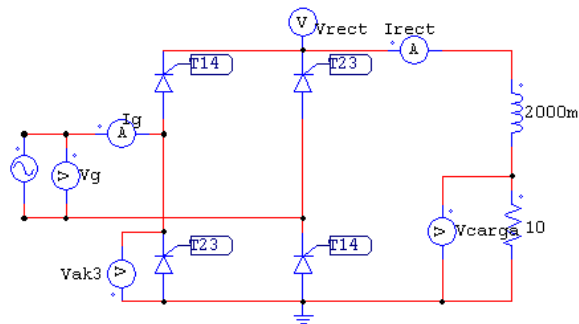 V
Vrect
Irect
A
T14
T23
2000m
Ig
A
V
Vg
V
Vcarga
10
T23
T14
Vak3
V